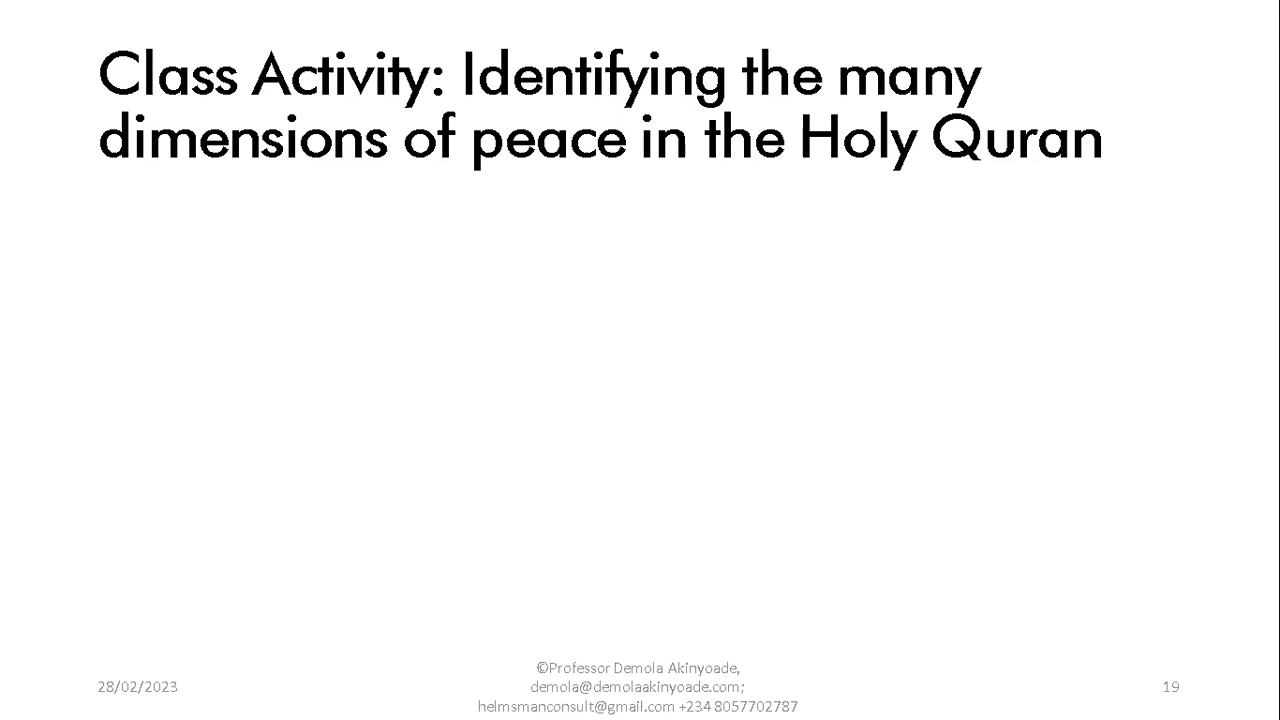 Class Activity: Identifying the many
dimensions of peace in the Holy Quran
28/02/2023
©Professor Demola Akinyoade,
demola@demolaakinyoade.com;
helmsmanconsult@gmail.com +234 8057702787
19